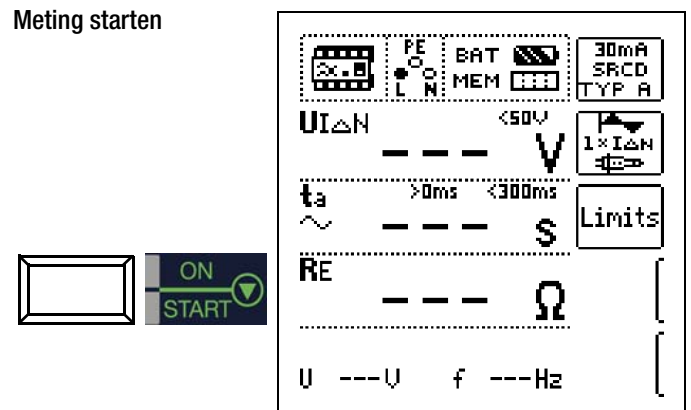 Meting starten
PE
L N
BAT
MEM
30mA
SRCD
TYP A
UI△N <50V
--- V
1×I△N
ta >0ms <300ms
∼ --- s
Limits
RE
--- Ω
U ---V f ---Hz
ON
START